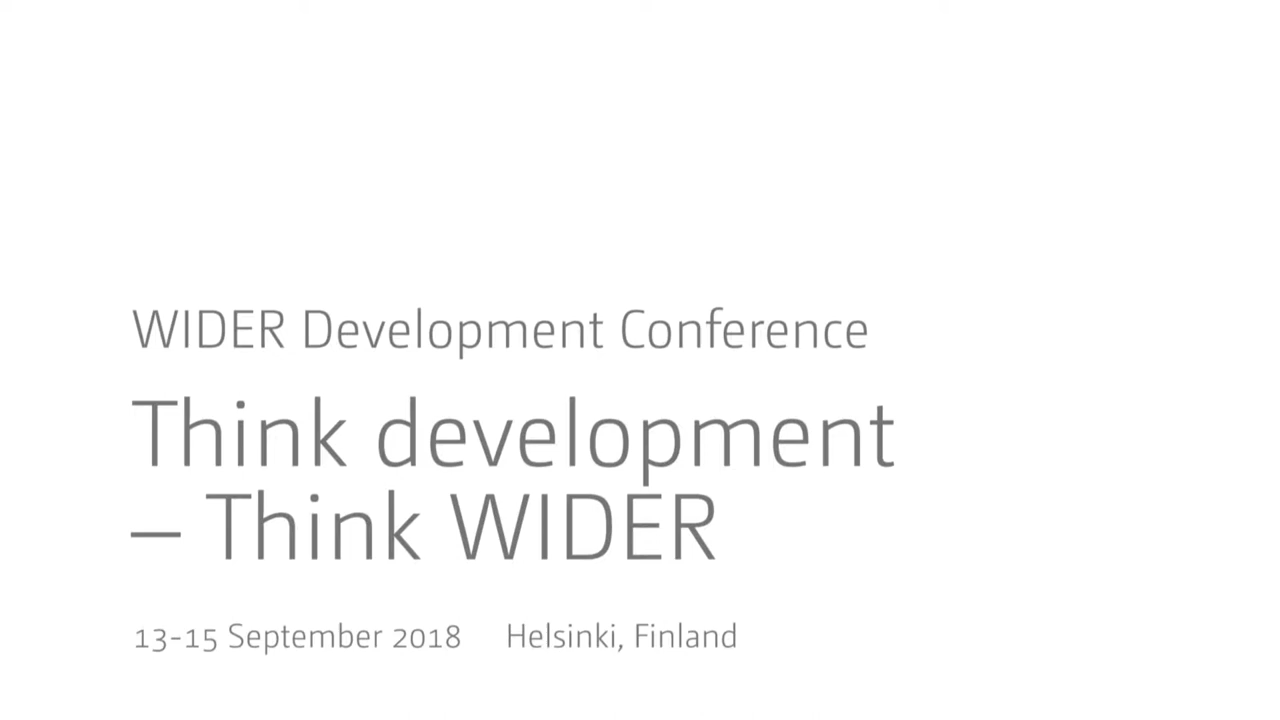 WIDER Development Conference
Think development
– Think WIDER
13-15 September 2018 Helsinki, Finland